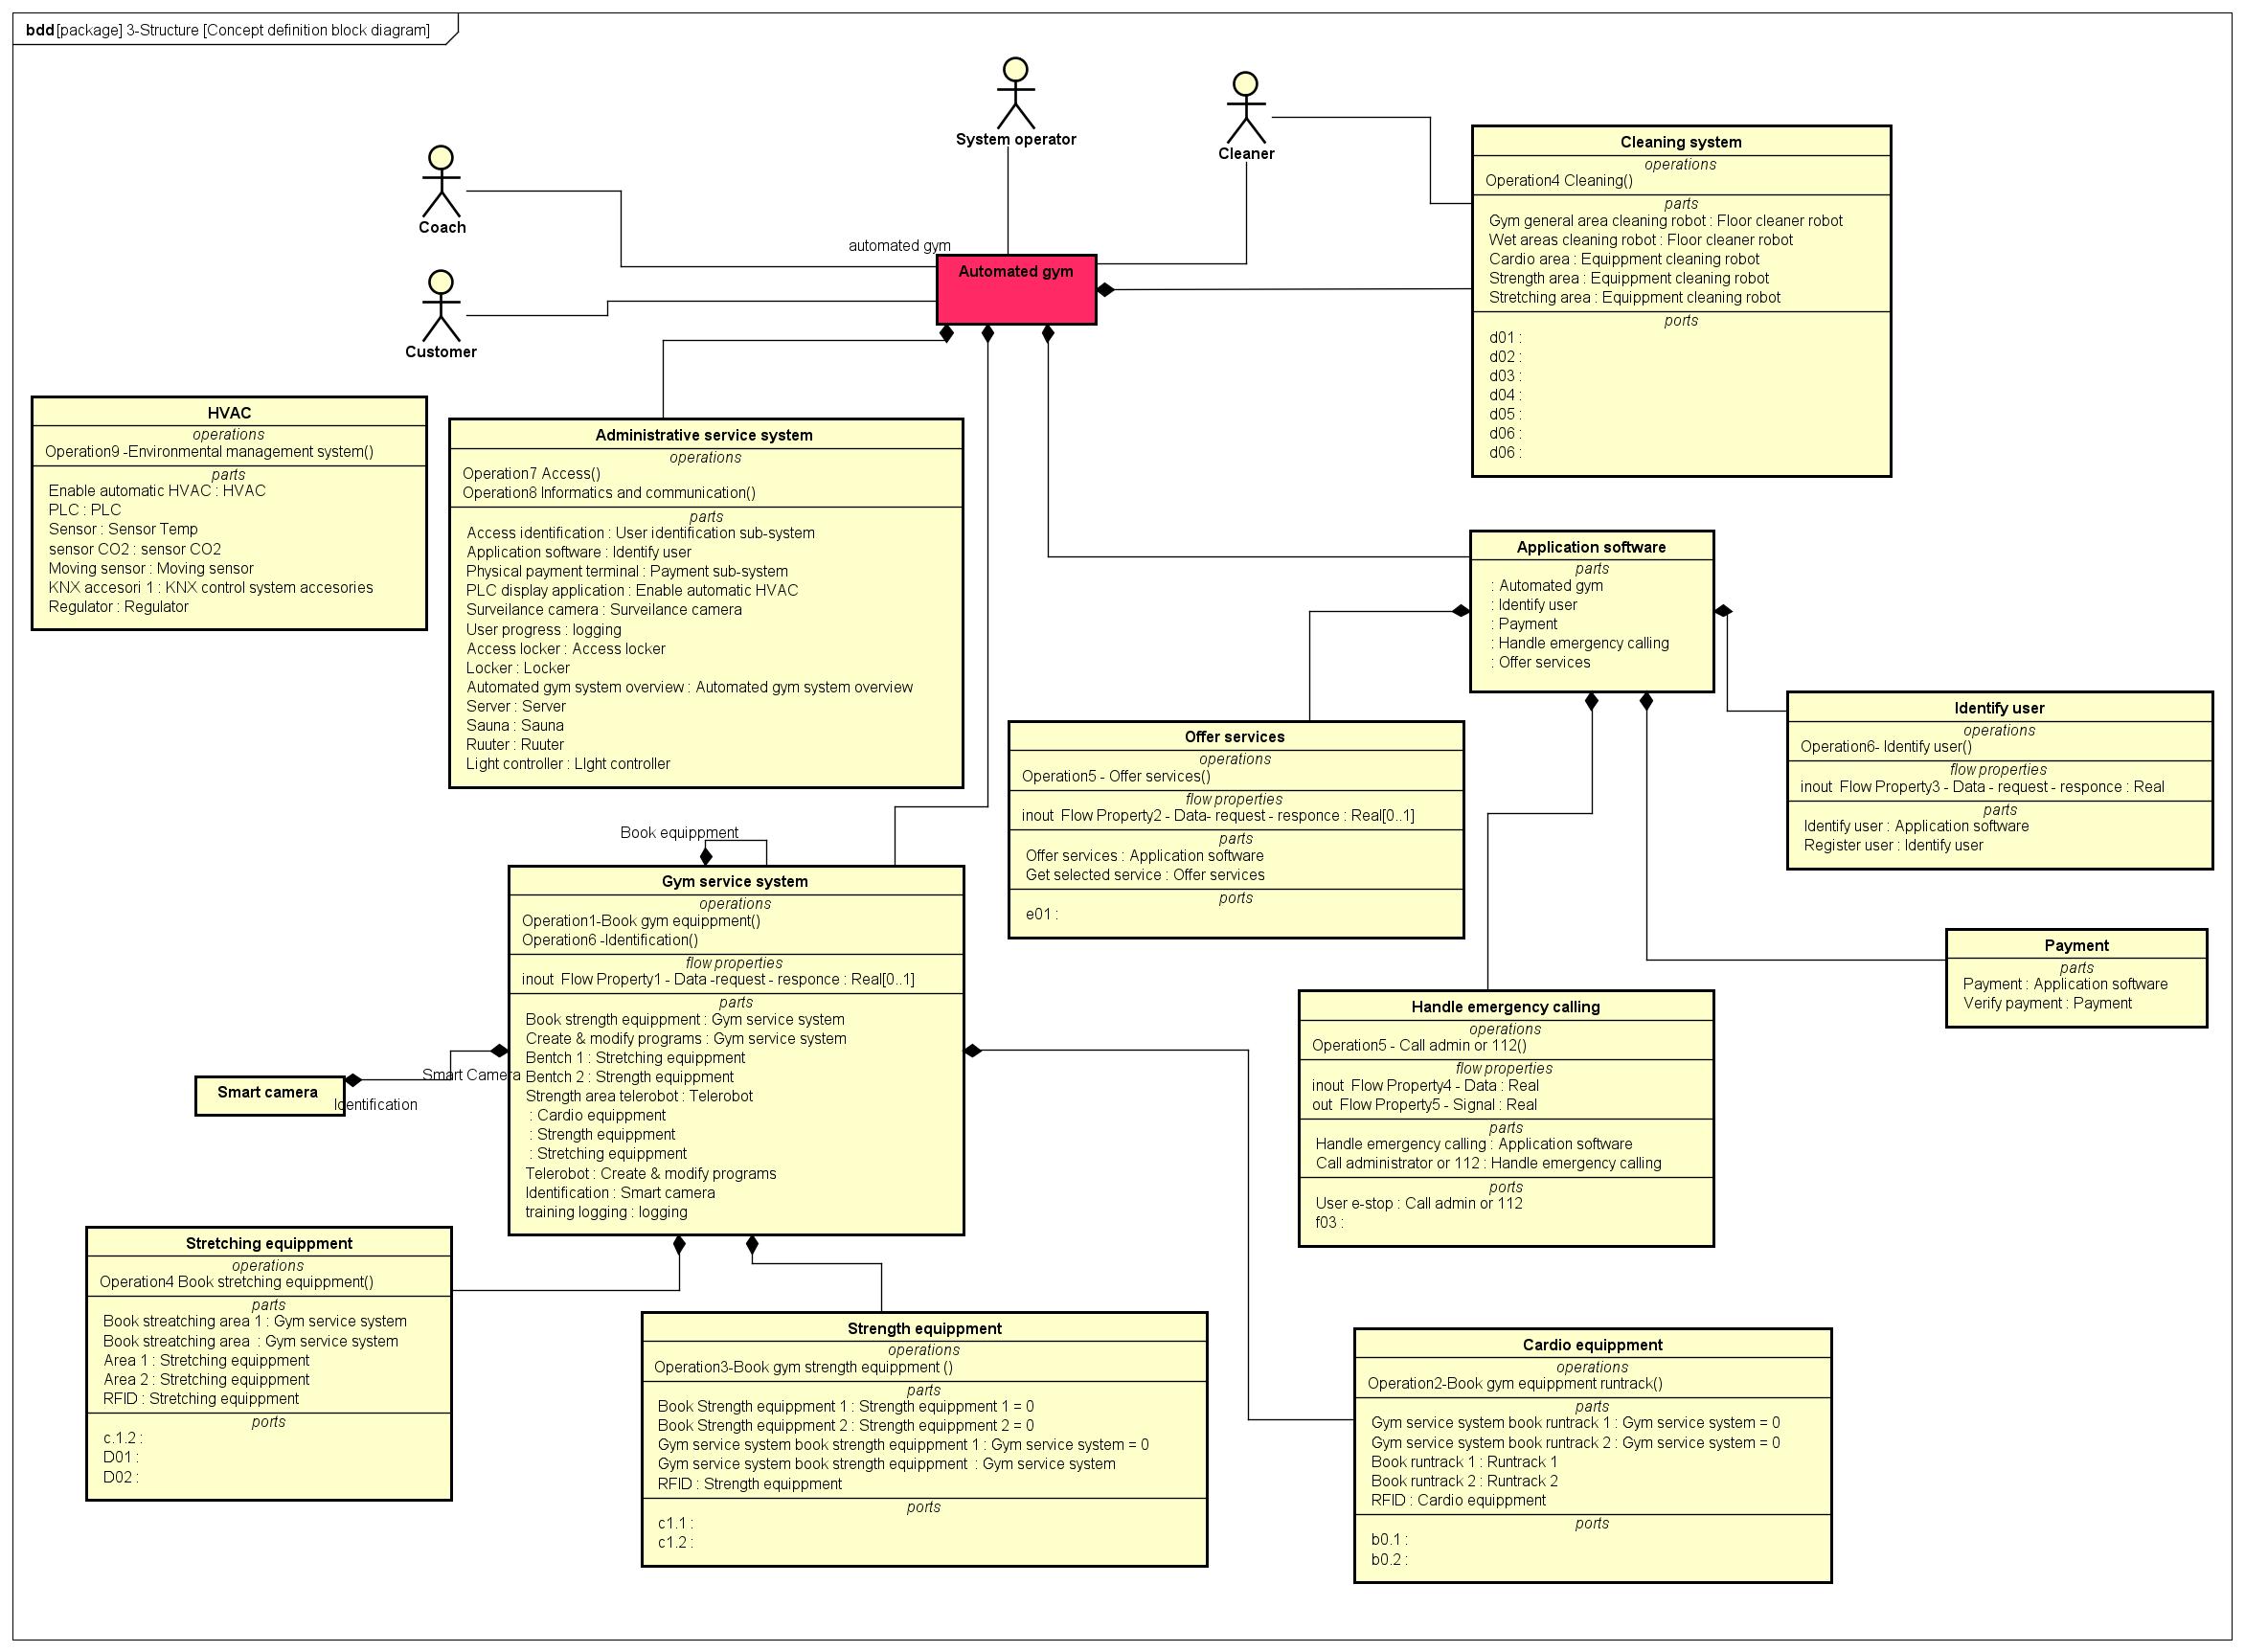 bdd [package] 3-Structure [Concept definition block diagram]
System operator
Cleaner
Coach
Customer
automated gym
Automated gym
Cleaning system
operations
Operation4 Cleaning()
parts
Gym general area cleaning robot : Floor cleaner robot
Wet areas cleaning robot : Floor cleaner robot
Cardio area : Equippment cleaning robot
Strength area : Equippment cleaning robot
Stretching area : Equippment cleaning robot
ports
d01 :
d02 :
d03 :
d04 :
d05 :
d06 :
d06 :
HVAC
operations
Operation9 -Environmental management system()
parts
Enable automatic HVAC : HVAC
PLC : PLC
Sensor : Sensor Temp
sensor CO2 : sensor CO2
Moving sensor : Moving sensor
KNX accesori 1 : KNX control system accesories
Regulator : Regulator
Administrative service system
operations
Operation7 Access()
Operation8 Informatics and communication()
parts
Access identification : User identification sub-system
Application software : Identify user
Physical payment terminal : Payment sub-system
PLC display application : Enable automatic HVAC
Surveilance camera : Surveilance camera
User progress : logging
Access locker : Access locker
Locker : Locker
Automated gym system overview : Automated gym system overview
Server : Server
Sauna : Sauna
Ruuter : Ruuter
Light controller : LIght controller
Application software
parts
: Automated gym
: Identify user
: Payment
: Handle emergency calling
: Offer services
Offer services
operations
Operation5 - Offer services()
flow properties
inout  Flow Property2 - Data- request - responce : Real[0..1]
parts
Offer services : Application software
Get selected service : Offer services
ports
e01 :
Identify user
operations
Operation6- Identify user()
flow properties
inout  Flow Property3 - Data - request - responce : Real
parts
Identify user : Application software
Register user : Identify user
Book equippment
Gym service system
operations
Operation1-Book gym equippment()
Operation6 -Identification()
flow properties
inout  Flow Property1 - Data -request - responce : Real[0..1]
parts
Book strength equippment : Gym service system
Create & modify programs : Gym service system
Bentch 1 : Stretching equippment
Bentch 2 : Strength equippment
Strength area telerobot : Telerobot
: Cardio equippment
: Strength equippment
: Stretching equippment
Telerobot : Create & modify programs
Identification : Smart camera
training logging : logging
Smart Camera
Smart camera
Identification
Payment
parts
Payment : Application software
Verify payment : Payment
Handle emergency calling
operations
Operation5 - Call admin or 112()
flow properties
inout  Flow Property4 - Data : Real
out  Flow Property5 - Signal : Real
parts
Handle emergency calling : Application software
Call administrator or 112 : Handle emergency calling
ports
User e-stop : Call admin or 112
f03 :
Stretching equippment
operations
Operation4 Book stretching equippment()
parts
Book streatching area 1 : Gym service system
Book streatching area  : Gym service system
Area 1 : Stretching equippment
Area 2 : Stretching equippment
RFID : Stretching equippment
ports
c.1.2 :
D01 :
D02 :
Strength equippment
operations
Operation3-Book gym strength equippment ()
parts
Book Strength equippment 1 : Strength equippment 1 = 0
Book Strength equippment 2 : Strength equippment 2 = 0
Gym service system book strength equippment 1 : Gym service system = 0
Gym service system book strength equippment  : Gym service system
RFID : Strength equippment
ports
c1.1 :
c1.2 :
Cardio equippment
operations
Operation2-Book gym equippment runtrack()
parts
Gym service system book runtrack 1 : Gym service system = 0
Gym service system book runtrack 2 : Gym service system = 0
Book runtrack 1 : Runtrack 1
Book runtrack 2 : Runtrack 2
RFID : Cardio equippment
ports
b0.1 :
b0.2 :